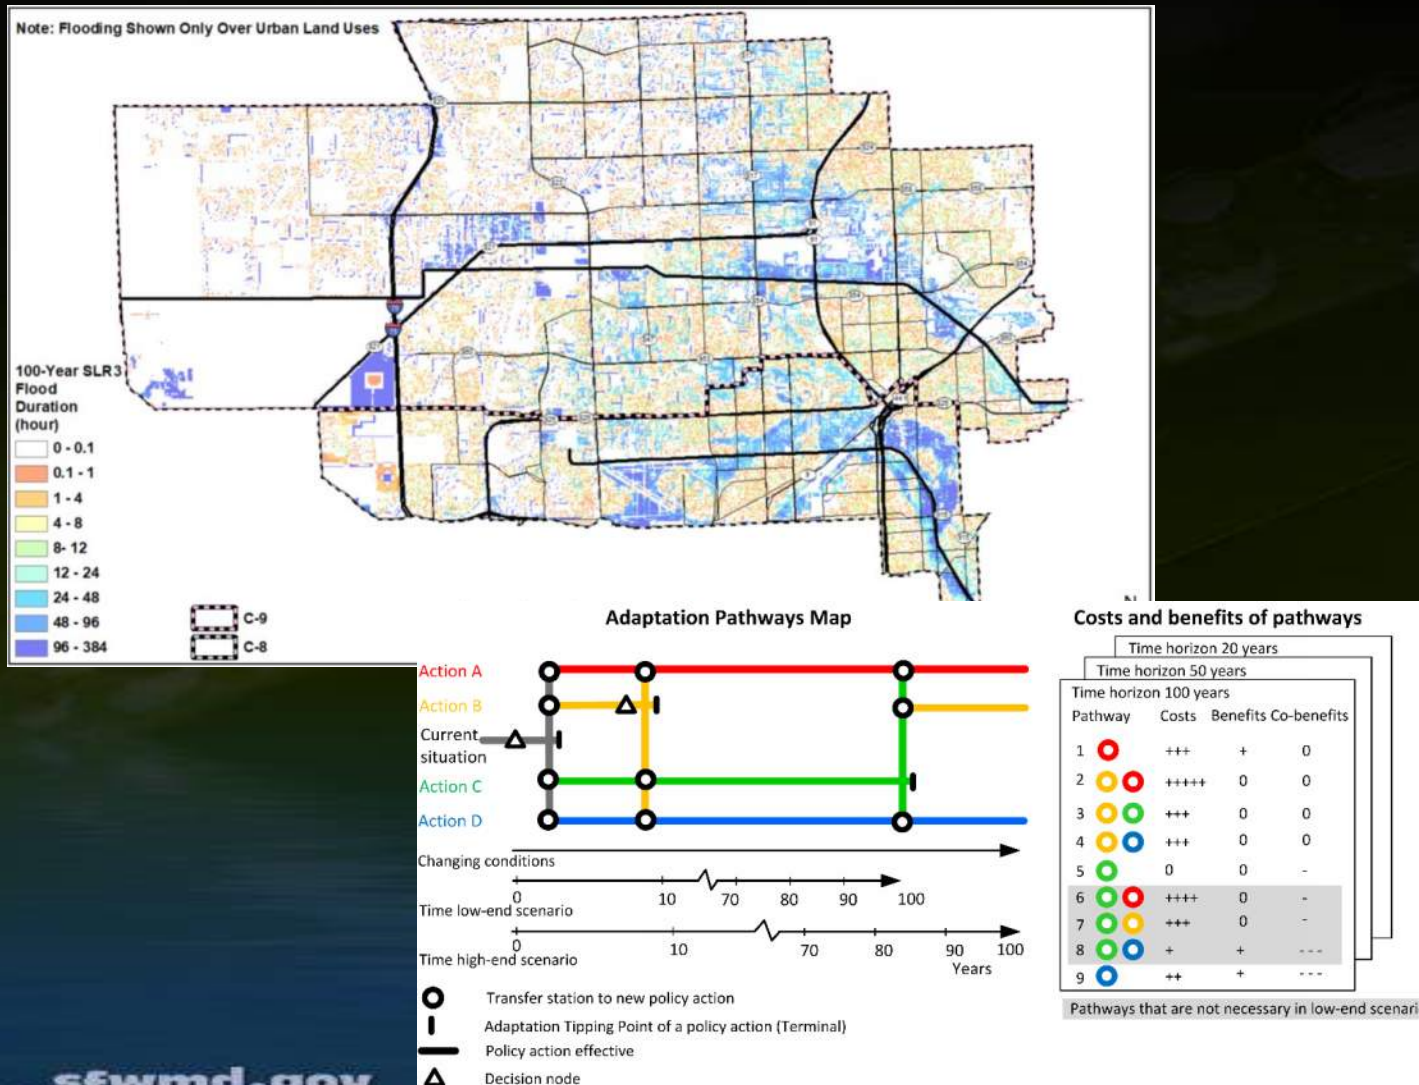 Note: Flooding Shown Only Over Urban Land Uses
100-Year SLR3
Flood
Duration
(hour)
0 - 0.1
0.1 - 1
1 - 4
4 - 8
8- 12
12 - 24
24 - 48
48 - 96
96 - 384
C-9
C-8
N
Adaptation Pathways Map
Action A
Action B
Current
situation
Action C
Action D
Changing conditions
0 10 70 80 90 100
Time low-end scenario
0 10 70 80 90 100
Years
Time high-end scenario
Transfer station to new policy action
Adaptation Tipping Point of a policy action (Terminal)
Policy action effective
Decision node
Costs and benefits of pathways
Time horizon 20 years
Time horizon 50 years
Time horizon 100 years
Pathway Costs Benefits Co-benefits
1 +++ + 0
2 +++++ 0 0
3 +++ 0 0
4 +++ 0 0
5 0 0 -
6 ++++ 0 -
7 +++ 0 -
8 + + ---
9 ++ + ---
Pathways that are not necessary in low-end scenari
sfwmd.gov